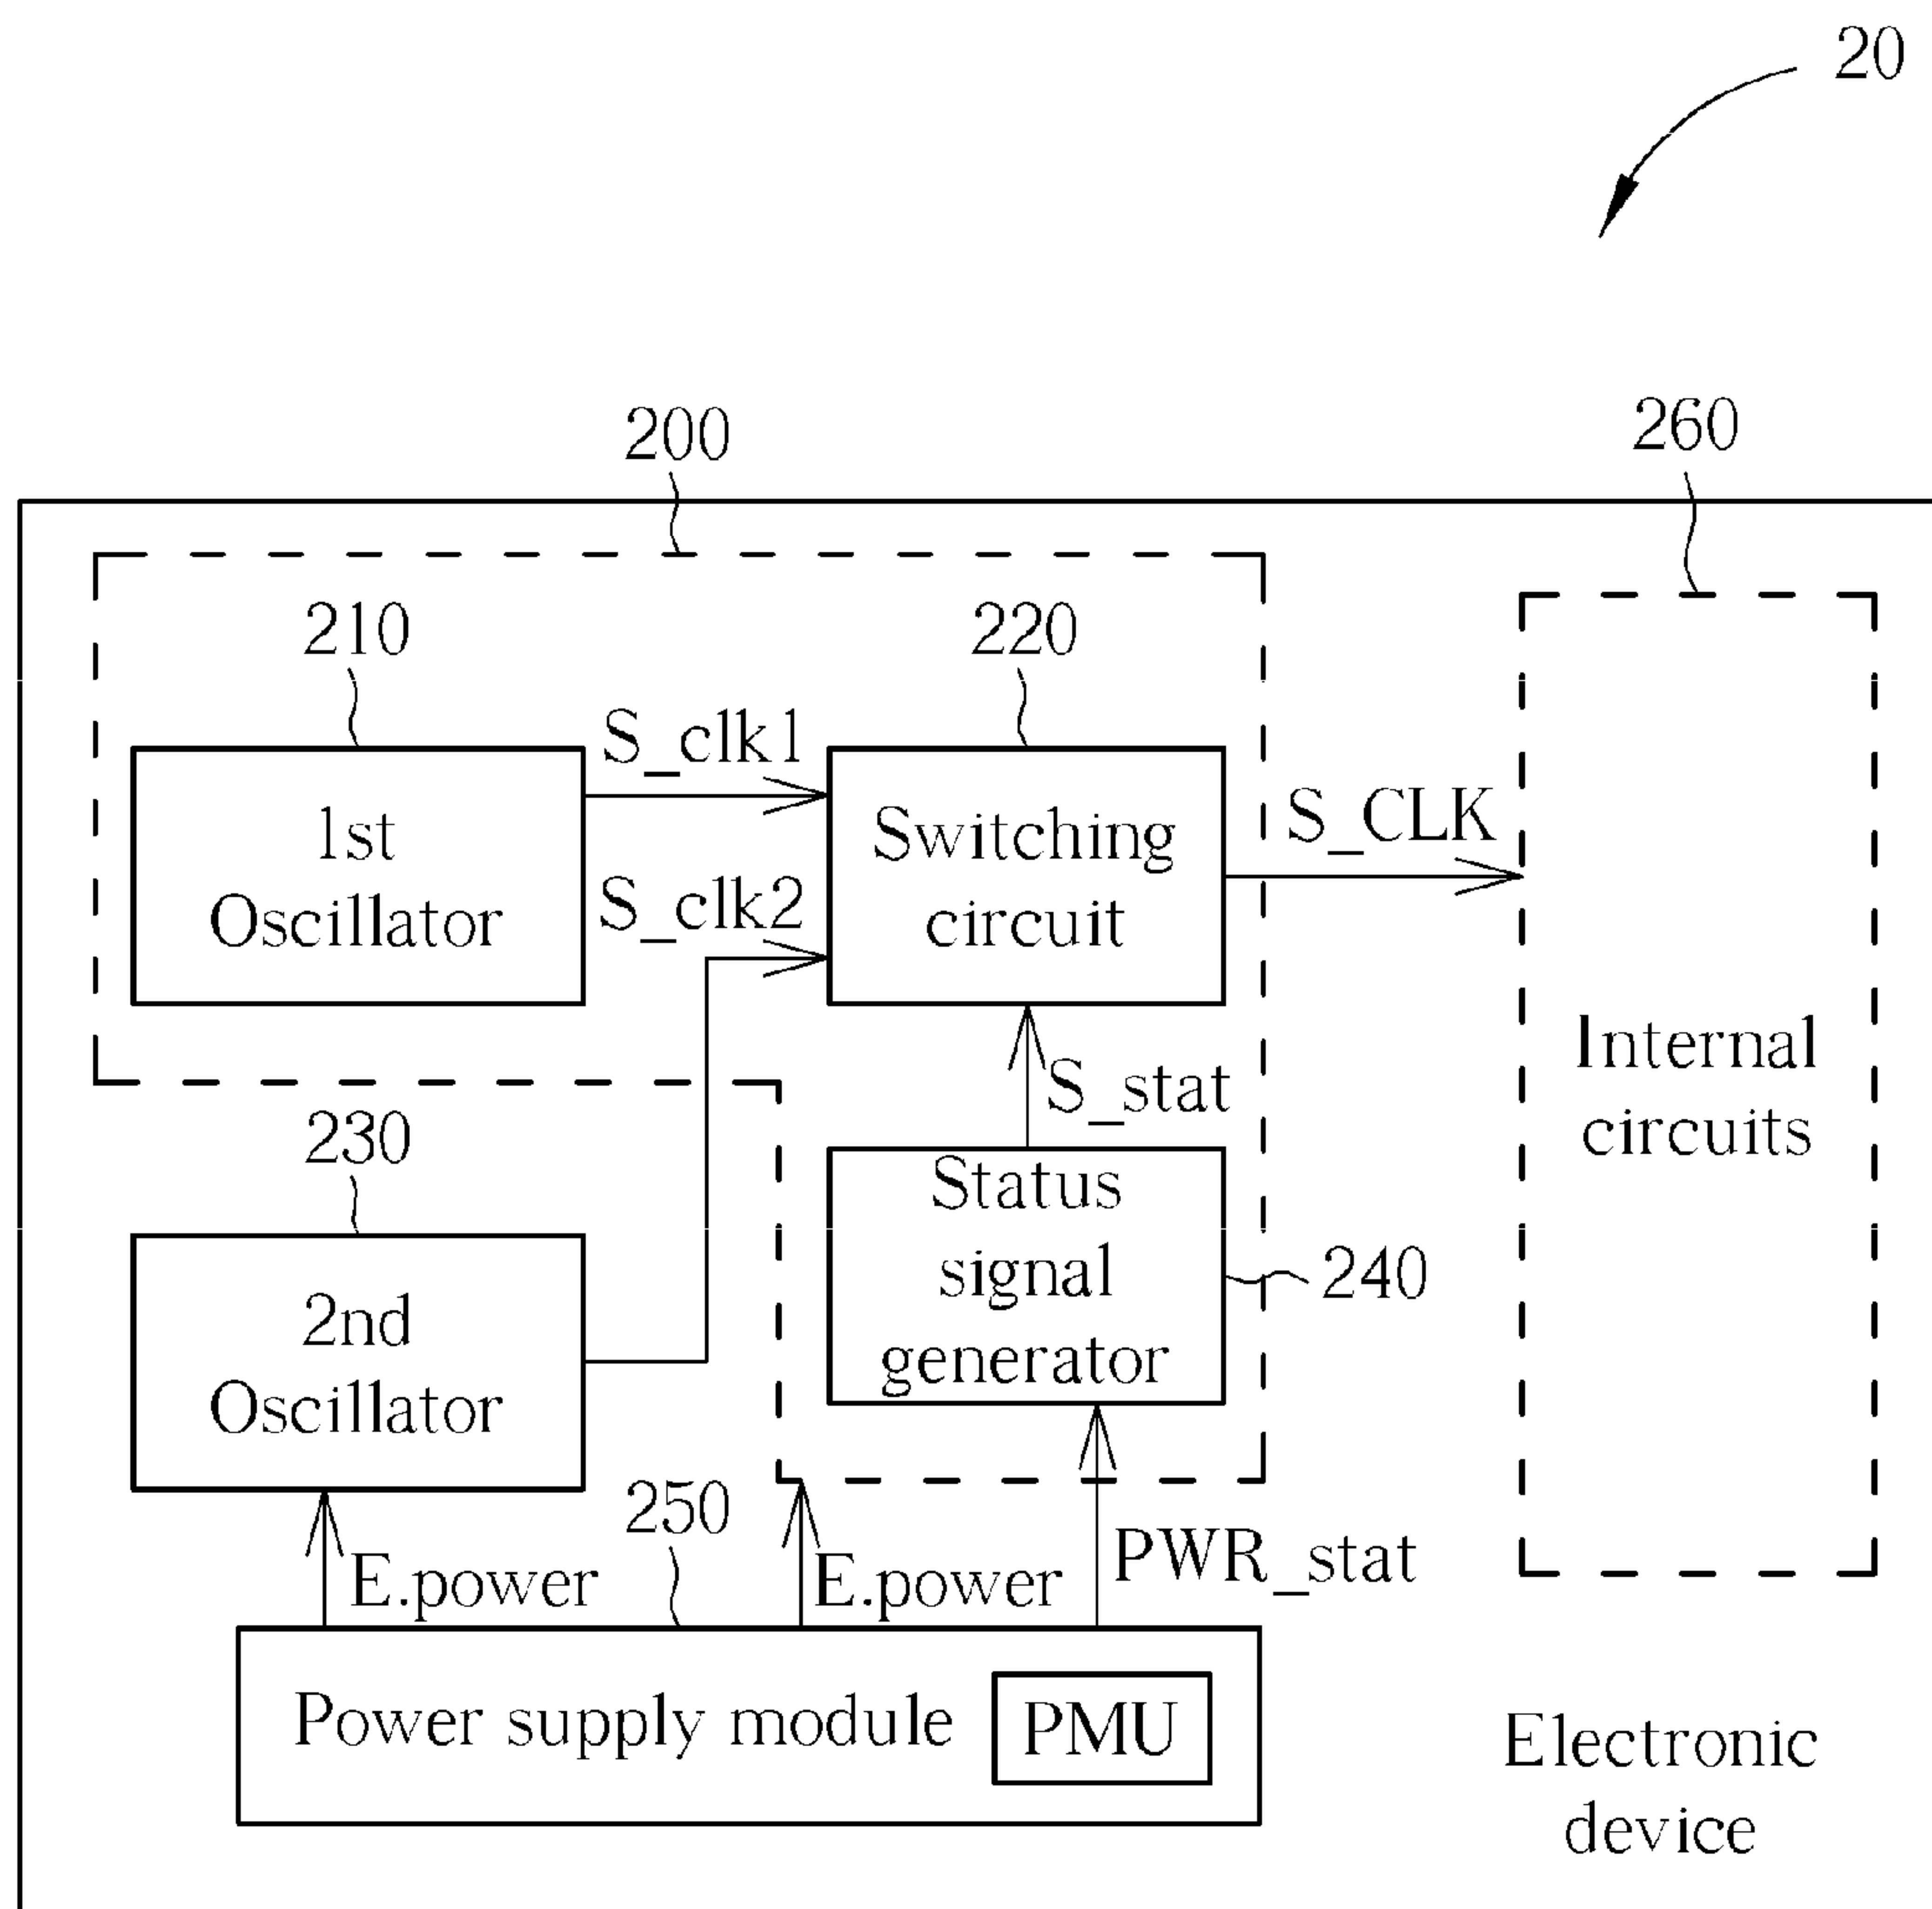 20
200
260
210
220
S_clk1
1st
Oscillator
Switching
circuit
S_CLK
S_clk2
Internal
circuits
S_stat
230
Status
signal
generator
240
2nd
Oscillator
250
E.power
E.power
PWR_stat
Power supply module
PMU
Electronic
device